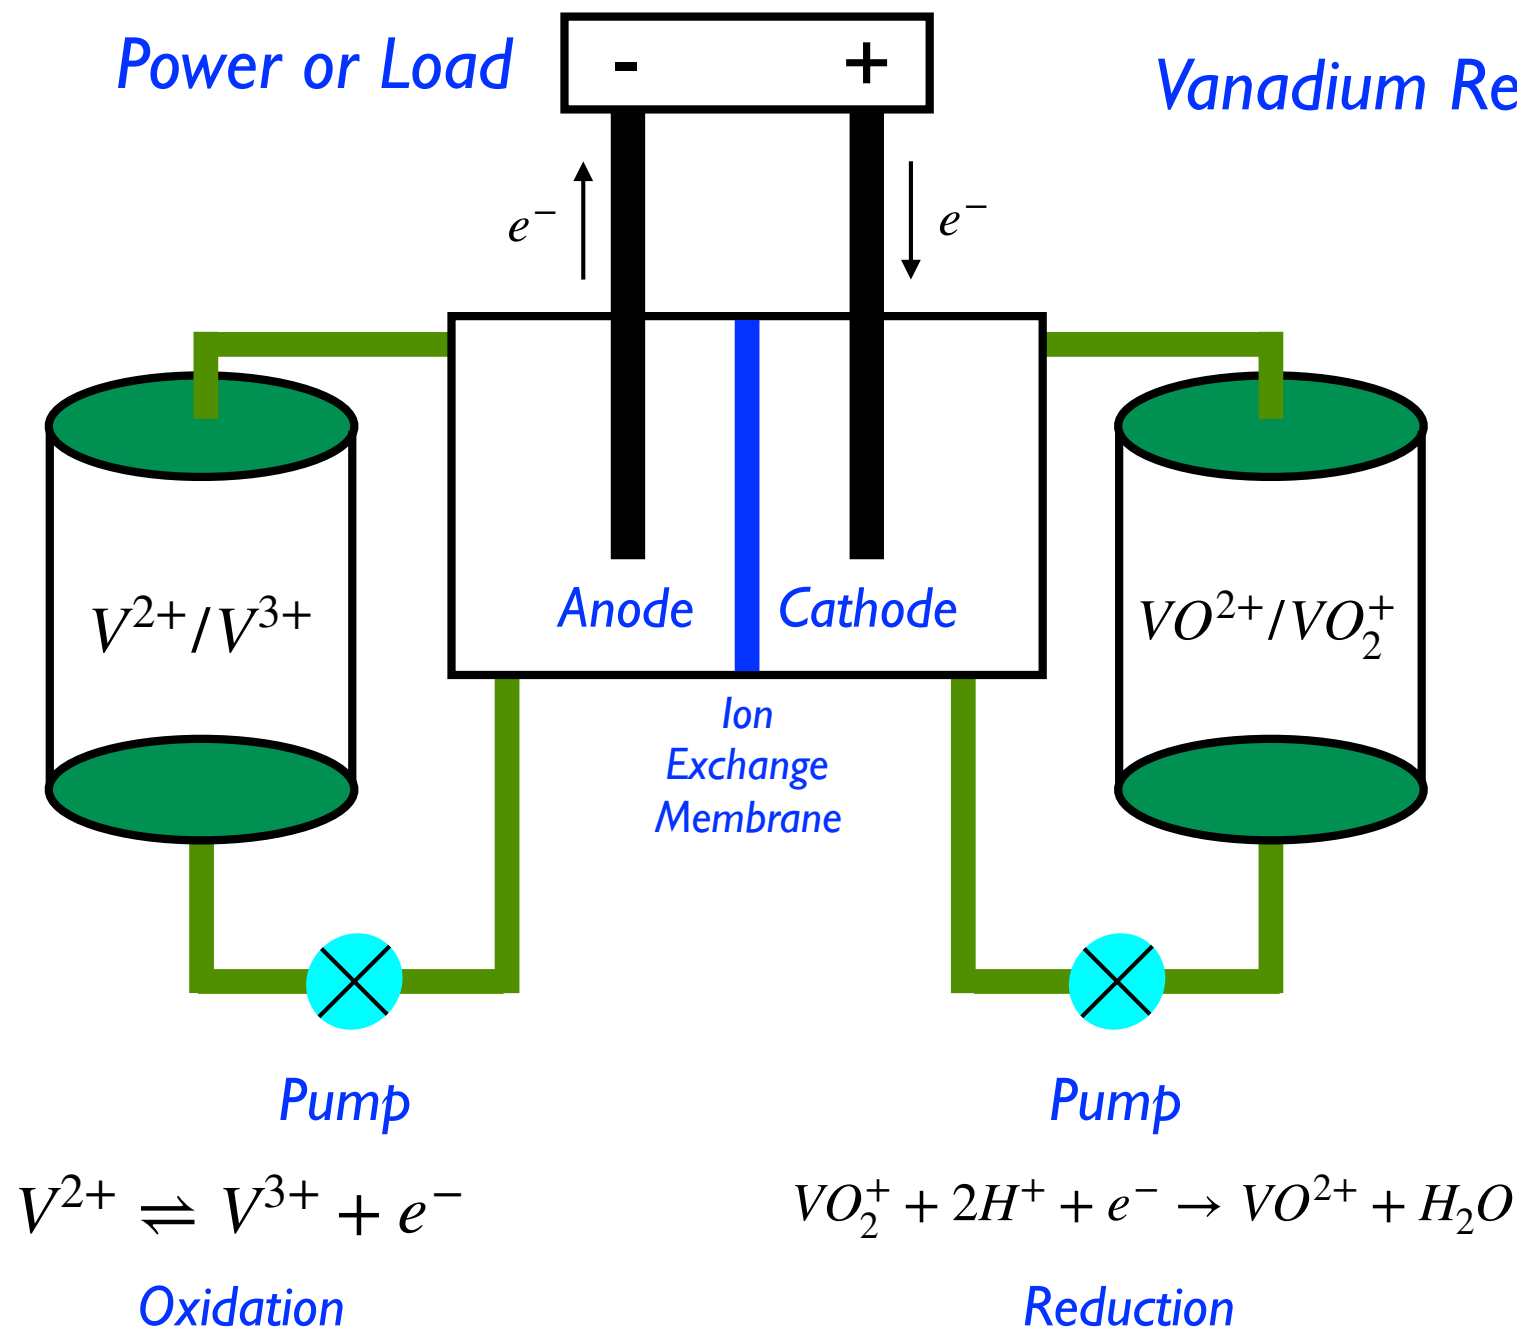 Power or Load
- +
Vanadium Re
e⁻ e⁻
V²⁺/V³⁺
Anode
Cathode
VO²⁺/VO₂⁺
Ion
Exchange
Membrane
Pump
Pump
V²⁺ ⇌ V³⁺ + e⁻
VO₂⁺ + 2H⁺ + e⁻ → VO²⁺ + H₂O
Oxidation
Reduction